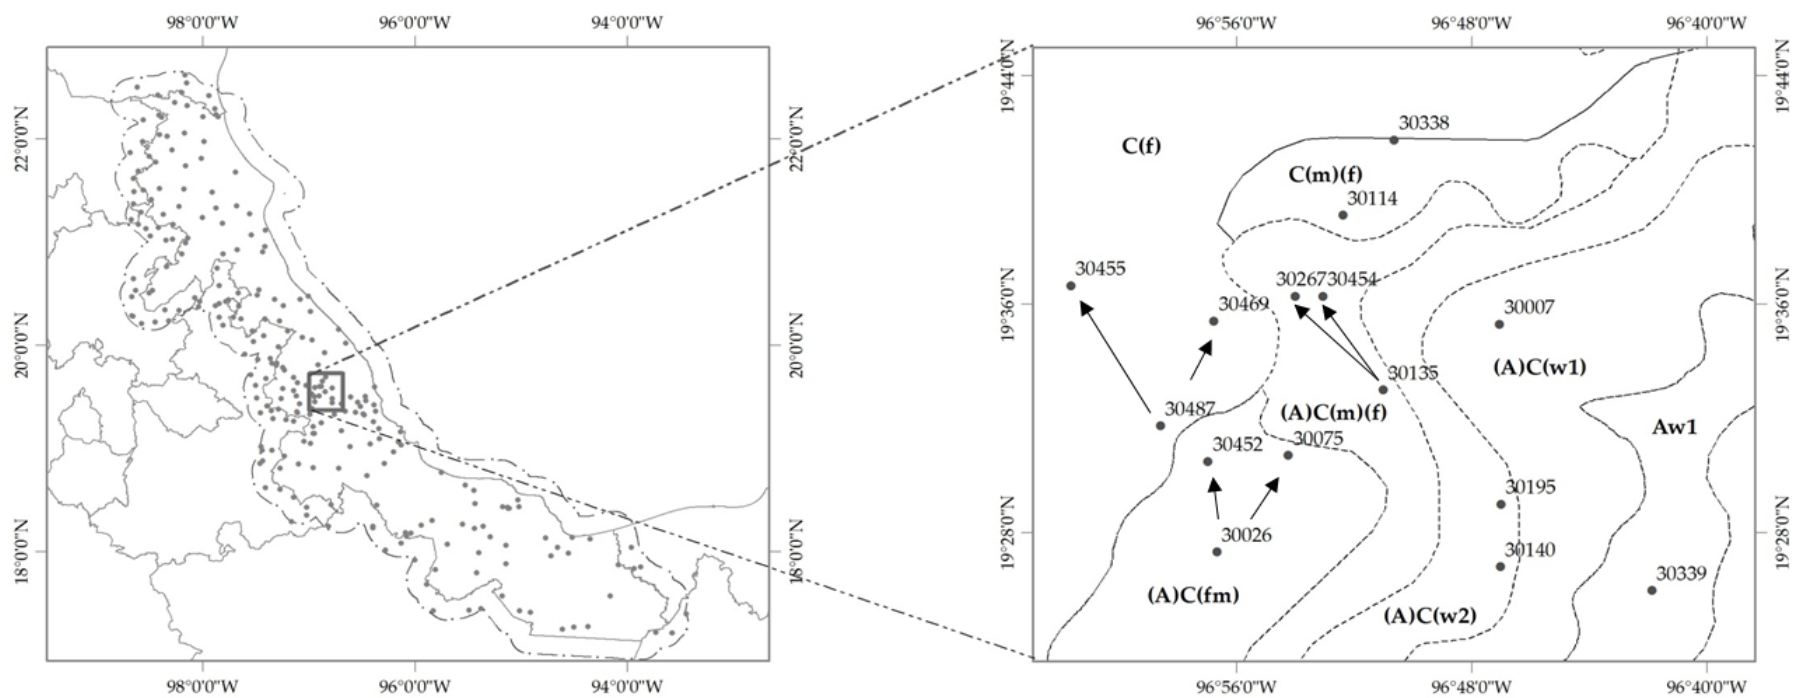 98°0'0"W
96°0'0"W
94°0'0"W
96°56'0"W
96°48'0"W
96°40'0"W
22°0'0"N
20°0'0"N
18°0'0"N
22°0'0"N
20°0'0"N
18°0'0"N
19°44'0"N
19°36'0"N
19°28'0"N
19°44'0"N
19°36'0"N
19°28'0"N
C(f)
30338
C(m)(f)
30114
30455
30267
30454
30469
30007
(A)C(w1)
30135
30487
(A)C(m)(f)
Aw1
30452
30075
30195
30026
30140
30339
(A)C(fm)
(A)C(w2)
98°0'0"W
96°0'0"W
94°0'0"W
96°56'0"W
96°48'0"W
96°40'0"W